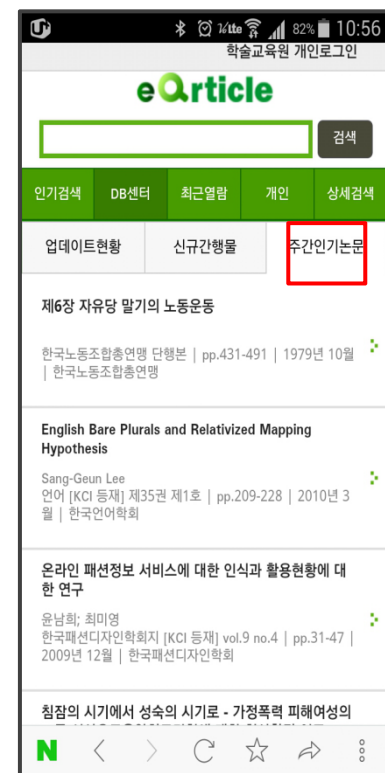 82% 10:56
학술교육원 개인로그인
eArticle
검색
인기검색 DB센터 최근열람 개인 상세검색
업데이트현황 신규간행물 주간인기논문
제6장 자유당 말기의 노동운동
한국노동조합총연맹 단행본 | pp.431-491 | 1979년 10월
| 한국노동조합총연맹
English Bare Plurals and Relativized Mapping
Hypothesis
Sang-Geun Lee
언어 [KCI 등재] 제35권 제1호 | pp.209-228 | 2010년 3
월 | 한국언어학회
온라인 패션정보 서비스에 대한 인식과 활용현황에 대
한 연구
윤남희; 최미영
한국패션디자인학회지 [KCI 등재] vol.9 no.4 | pp.31-47 |
2009년 12월 | 한국패션디자인학회
침잠의 시기에서 성숙의 시기로 - 가정폭력 피해여성의
N